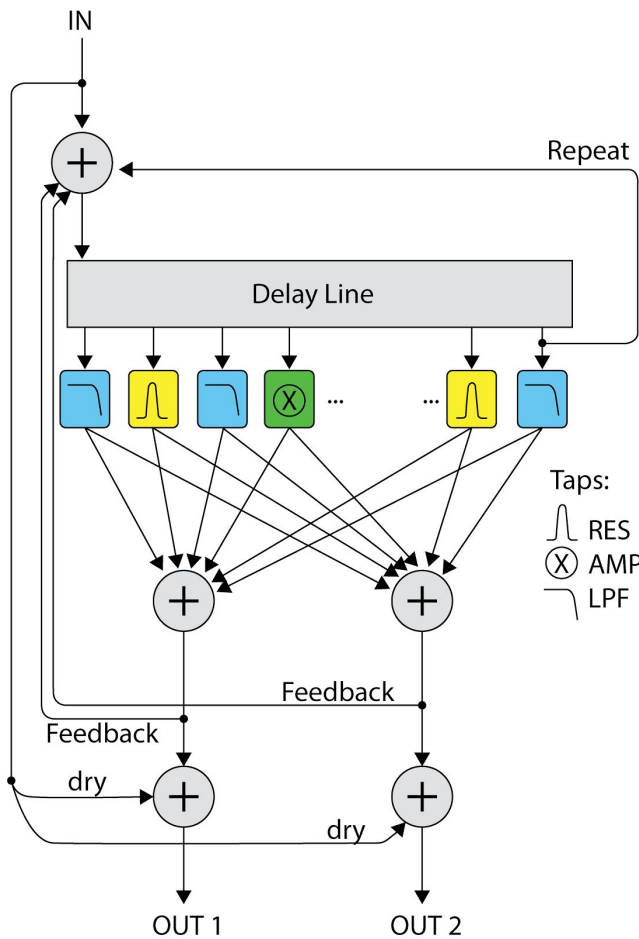 IN
Repeat
Delay Line
X
...
...
Taps:
RES
X AMP
LPF
Feedback
Feedback
dry
dry
OUT 1
OUT 2